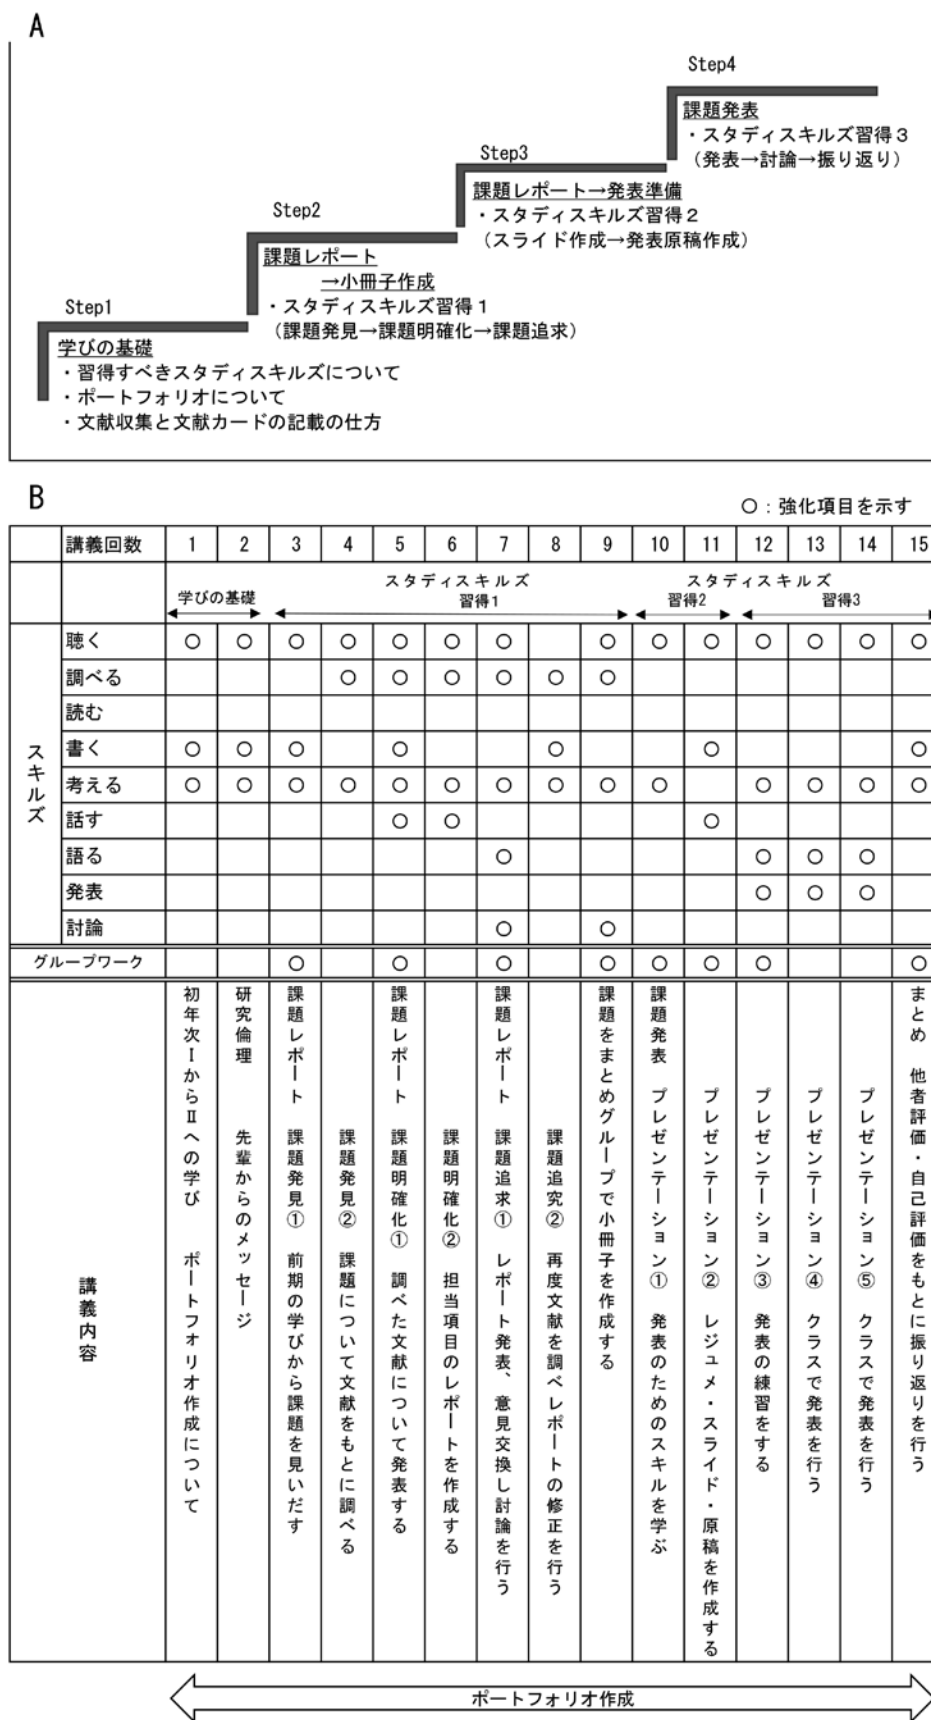 A
Step4
課題発表
・スタディスキルズ習得３
（発表→討論→振り返り）
Step3
課題レポート→発表準備
・スタディスキルズ習得２
（スライド作成→発表原稿作成）
Step2
課題レポート
→小冊子作成
・スタディスキルズ習得１
（課題発見→課題明確化→課題追求）
Step1
学びの基礎
・習得すべきスタディスキルズについて
・ポートフォリオについて
・文献収集と文献カードの記載の仕方
B
○：強化項目を示す
講義回数 1 2 3 4 5 6 7 8 9 10 11 12 13 14 15
学びの基礎
スタディスキルズ
習得1
スタディスキルズ
習得2
習得3
スキルズ
聴く ○ ○ ○ ○ ○ ○ ○ ○ ○ ○ ○ ○ ○ ○
調べる ○ ○ ○ ○ ○ ○
読む
書く ○ ○ ○ ○ ○ ○ ○
考える ○ ○ ○ ○ ○ ○ ○ ○ ○ ○ ○ ○ ○ ○
話す ○ ○ ○
語る ○ ○ ○ ○
発表 ○ ○ ○
討論 ○ ○
グループワーク ○ ○ ○ ○ ○ ○ ○ ○
講義内容
初年次ⅠからⅡへの学び ポートフォリオ作成について
研究倫理 先輩からのメッセージ
課題レポート 課題発見① 前期の学びから課題を見いだす
課題発見② 課題について文献をもとに調べる
課題レポート 課題明確化① 調べた文献について発表する
課題明確化② 担当項目のレポートを作成する
課題レポート 課題追求① レポート発表、意見交換し討論を行う
課題追究② 再度文献を調べレポートの修正を行う
課題をまとめグループで小冊子を作成する
課題発表 プレゼンテーション① 発表のためのスキルを学ぶ
プレゼンテーション② レジュメ・スライド・原稿を作成する
プレゼンテーション③ 発表の練習をする
プレゼンテーション④ クラスで発表を行う
プレゼンテーション⑤ クラスで発表を行う
まとめ 他者評価・自己評価をもとに振り返りを行う
ポートフォリオ作成